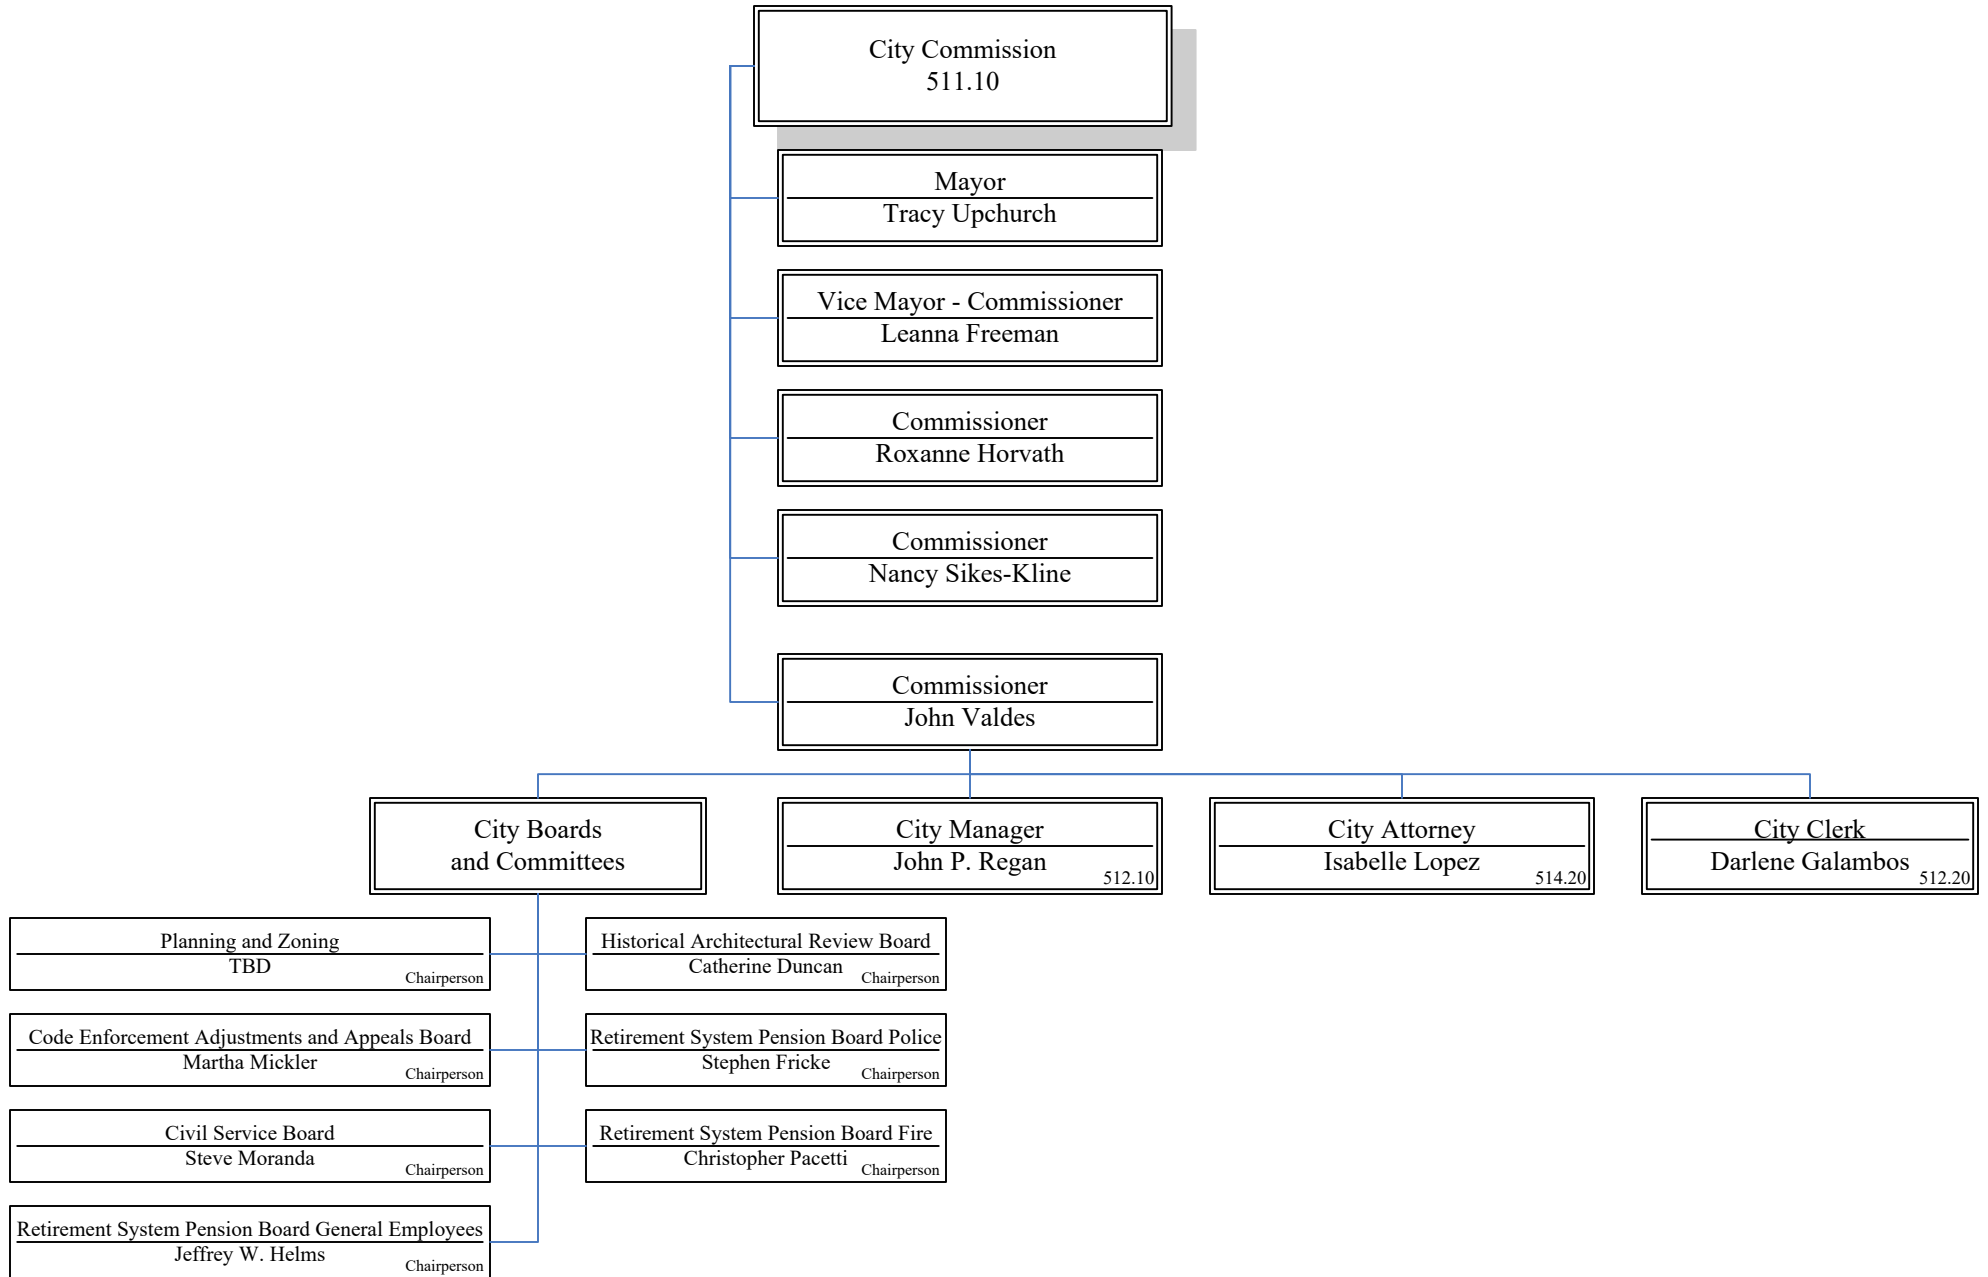 City Commission
511.10
Mayor
Tracy Upchurch
Vice Mayor - Commissioner
Leanna Freeman
Commissioner
Roxanne Horvath
Commissioner
Nancy Sikes-Kline
Commissioner
John Valdes
City Boards
and Committees
City Manager
John P. Regan
512.10
City Attorney
Isabelle Lopez
514.20
City Clerk
Darlene Galambos
512.20
Planning and Zoning
TBD
Chairperson
Historical Architectural Review Board
Catherine Duncan
Chairperson
Code Enforcement Adjustments and Appeals Board
Martha Mickler
Chairperson
Retirement System Pension Board Police
Stephen Fricke
Chairperson
Civil Service Board
Steve Moranda
Chairperson
Retirement System Pension Board Fire
Christopher Pacetti
Chairperson
Retirement System Pension Board General Employees
Jeffrey W. Helms
Chairperson